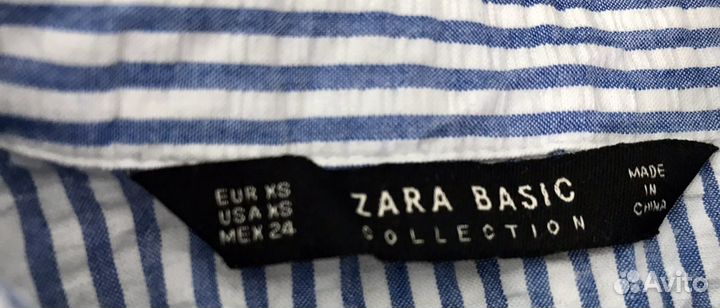 EUR XS
USA XS
MEX 24
ZARA BASIC
COLLECTION
MADE
IN
CHINA
Avito